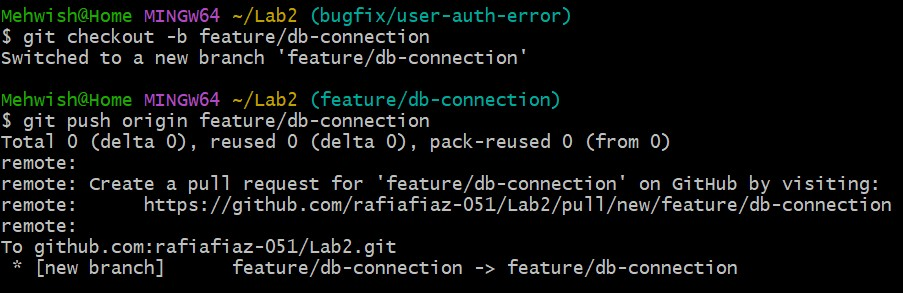 Mehwish@Home MINGW64 ~/Lab2 (bugfix/user-auth-error)
$ git checkout -b feature/db-connection
Switched to a new branch 'feature/db-connection'
Mehwish@Home MINGW64 ~/Lab2 (feature/db-connection)
$ git push origin feature/db-connection
Total 0 (delta 0), reused 0 (delta 0), pack-reused 0 (from 0)
remote:
remote: Create a pull request for 'feature/db-connection' on GitHub by visiting:
remote:      https://github.com/rafiafiaz-051/Lab2/pull/new/feature/db-connection
remote:
To github.com:rafiafiaz-051/Lab2.git
 * [new branch]      feature/db-connection -> feature/db-connection